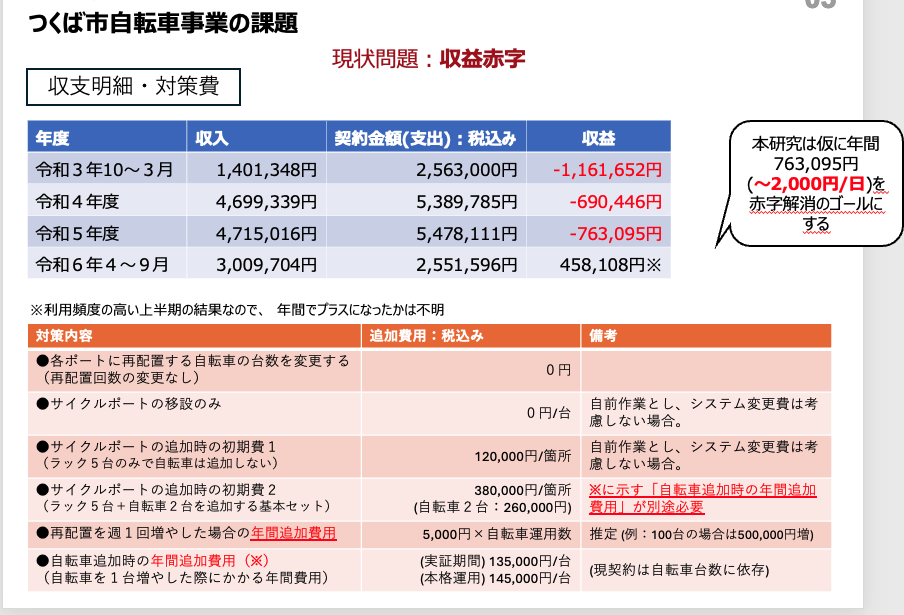 つくば市自転車事業の課題
現状問題：収益赤字
収支明細・対策費
年度 収入 契約金額(支出)：税込み 収益
令和３年10～３月 1,401,348円 2,563,000円 -1,161,652円
令和４年度 4,699,339円 5,389,785円 -690,446円
令和５年度 4,715,016円 5,478,111円 -763,095円
令和６年４～９月 3,009,704円 2,551,596円 458,108円※
本研究は仮に年間
763,095円
(～2,000円/日)を
赤字解消のゴールに
する
※利用頻度の高い上半期の結果なので、 年間でプラスになったかは不明
対策内容 追加費用：税込み 備考
●各ポートに再配置する自転車の台数を変更する
（再配置回数の変更なし）
０円
●サイクルポートの移設のみ
０円/台
自前作業とし、システム変更費は考
慮しない場合。
●サイクルポートの追加時の初期費１
（ラック５台のみで自転車は追加しない）
120,000円/箇所
自前作業とし、システム変更費は考
慮しない場合。
●サイクルポートの追加時の初期費２
（ラック５台＋自転車２台を追加する基本セット）
380,000円/箇所
(自転車２台：260,000円)
※に示す「自転車追加時の年間追加
費用」が別途必要
●再配置を週１回増やした場合の年間追加費用
5,000円×自転車運用数
推定 (例：100台の場合は500,000円増)
●自転車追加時の年間追加費用（※）
（自転車を１台増やした際にかかる年間費用）
(実証期間) 135,000円/台
(本格運用) 145,000円/台
(現契約は自転車台数に依存)